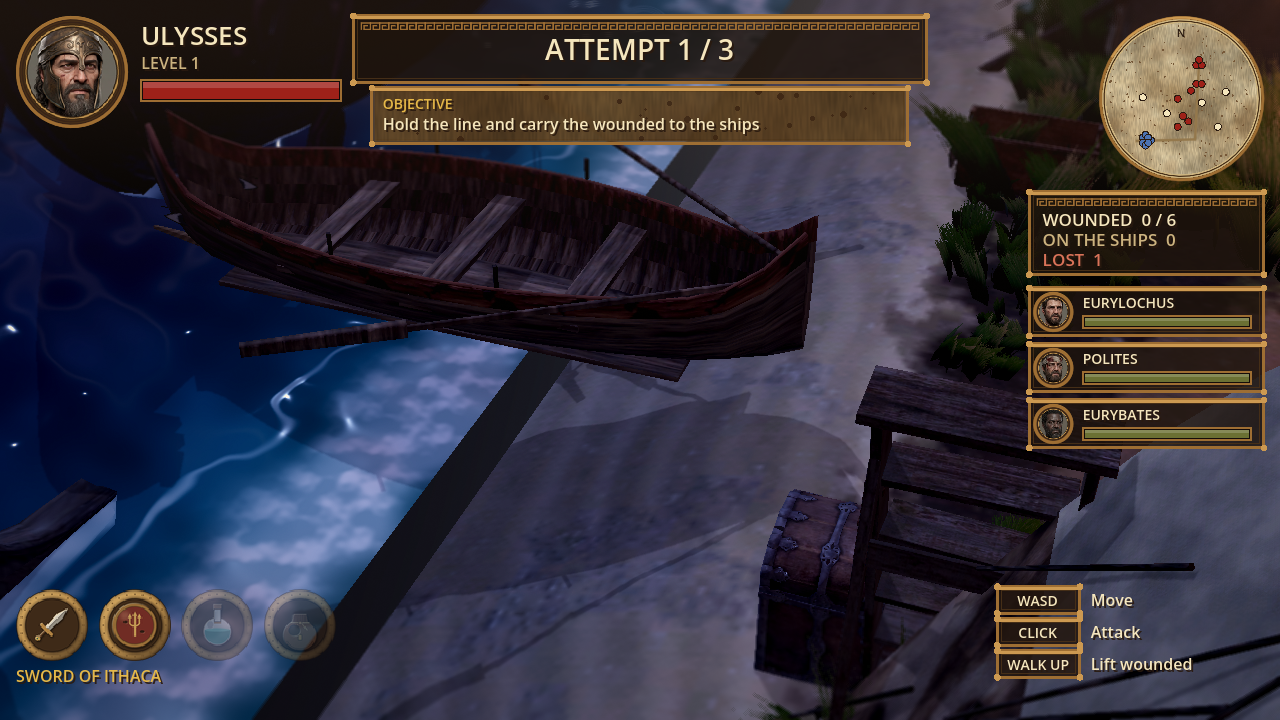 ULYSSES
LEVEL 1
ATTEMPT 1 / 3
OBJECTIVE
Hold the line and carry the wounded to the ships
N
WOUNDED 0 / 6
ON THE SHIPS 0
LOST 1
EURYLOCHUS
POLITES
EURYBATES
SWORD OF ITHACA
WASD Move
CLICK Attack
WALK UP Lift wounded